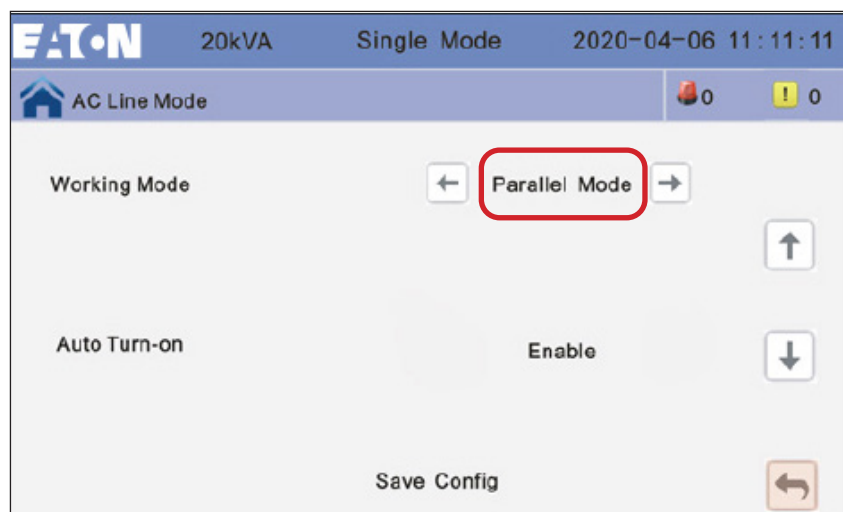 EATON 20kVA Single Mode 2020-04-06 11:11:11
AC Line Mode 0 ! 0
Working Mode ← Parallel Mode →
↑
Auto Turn-on Enable ↓
Save Config